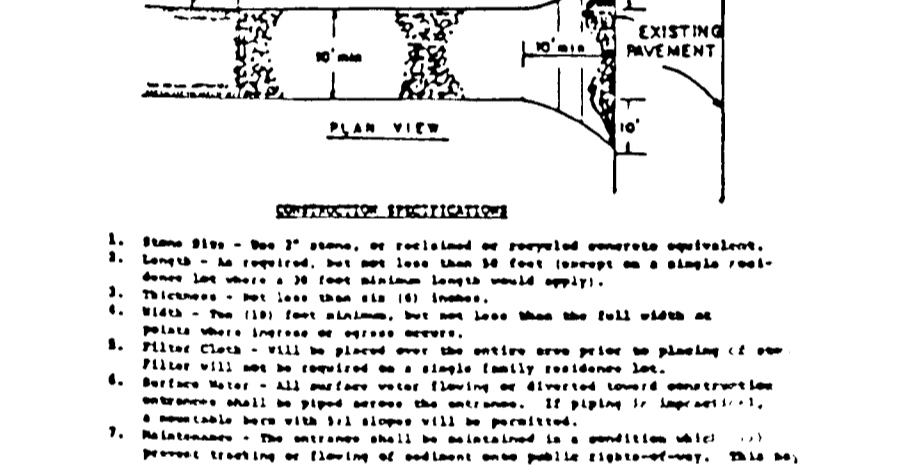 EXISTING
PAVEMENT
10' min
10' min
10'
PLAN VIEW
CONSTRUCTION SPECIFICATIONS
1. Stone Size - Use 2" stone, or reclaimed or recycled concrete equivalent.
2. Length - As required, but not less than 50 feet (except on a single resi-
dence lot where a 30 foot minimum length would apply).
3. Thickness - Not less than six (6) inches.
4. Width - Ten (10) foot minimum, but not less than the full width at
points where ingress or egress occurs.
5. Filter Cloth - Will be placed over the entire area prior to placing of
Filter will not be required on a single family residence lot.
6. Surface Water - All surface water flowing or diverted toward construction
entrances shall be piped across the entrance. If piping is impractical,
a mountable berm with 5:1 slopes will be permitted.
7. Maintenance - The entrance shall be maintained in a condition which
prevent tracking or flowing of sediment onto public rights-of-way. This